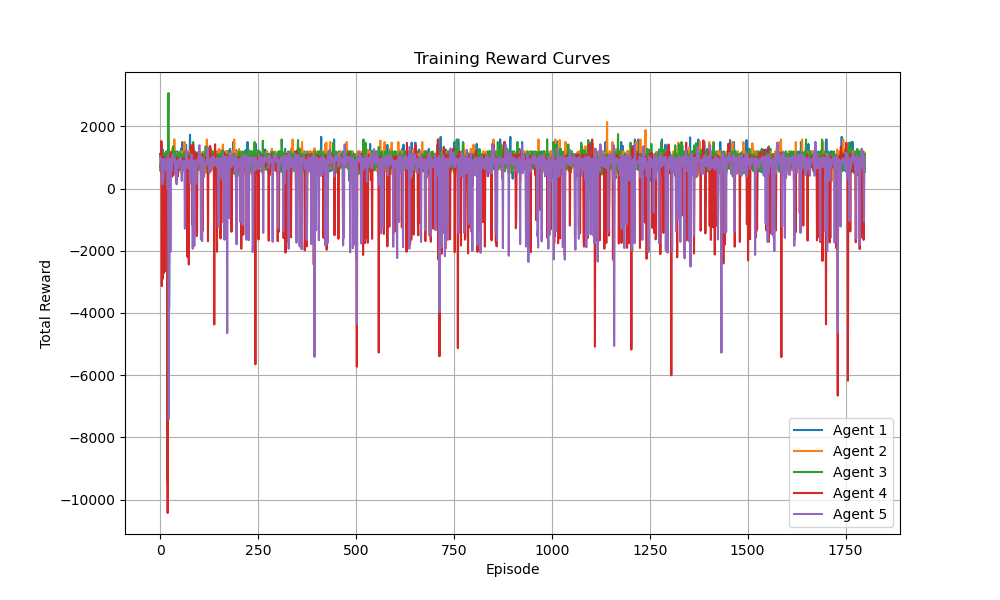 Training Reward Curves
Total Reward
2000
0
−2000
−4000
−6000
−8000
−10000
0 250 500 750 1000 1250 1500 1750
Episode
Agent 1
Agent 2
Agent 3
Agent 4
Agent 5